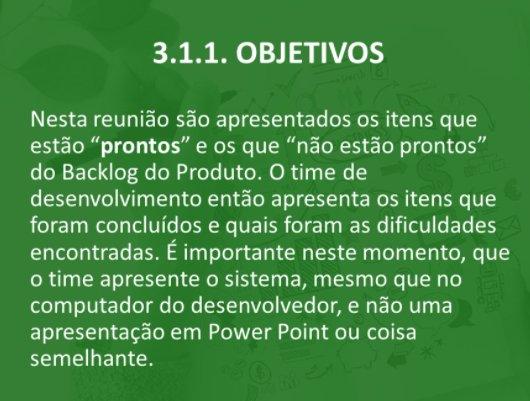 3.1.1. OBJETIVOS
Nesta reunião são apresentados os itens que
estão “prontos” e os que “não estão prontos”
do Backlog do Produto. O time de
desenvolvimento então apresenta os itens que
foram concluídos e quais foram as dificuldades
encontradas. É importante neste momento, que
o time apresente o sistema, mesmo que no
computador do desenvolvedor, e não uma
apresentação em Power Point ou coisa
semelhante.